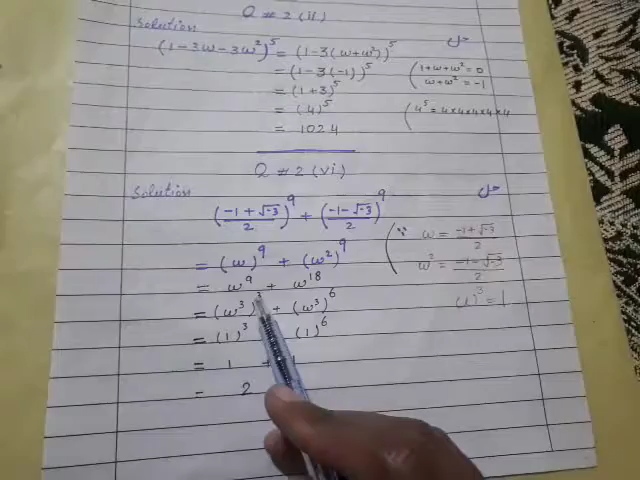 Q # 2 (ii)
Solution حل
(1-3ω-3ω²)⁵ = (1-3(ω+ω²))⁵
= (1-3(-1))⁵ (1+ω+ω²=0
= (1+3)⁵ ω+ω²=-1
= (4)⁵ (4⁵=4×4×4×4×4
= 1024
Q # 2 (vi)
Solution حل
((-1+√-3)/2)⁹ + ((-1-√-3)/2)⁹
= (ω)⁹ + (ω²)⁹ (∵ ω = (-1+√-3)/2
= ω⁹ + ω¹⁸ ω² = (-1-√-3)/2
= (ω³) + (ω³)⁶ )³ = 1
= (1)³ (1)⁶
= 1 + 1
= 2